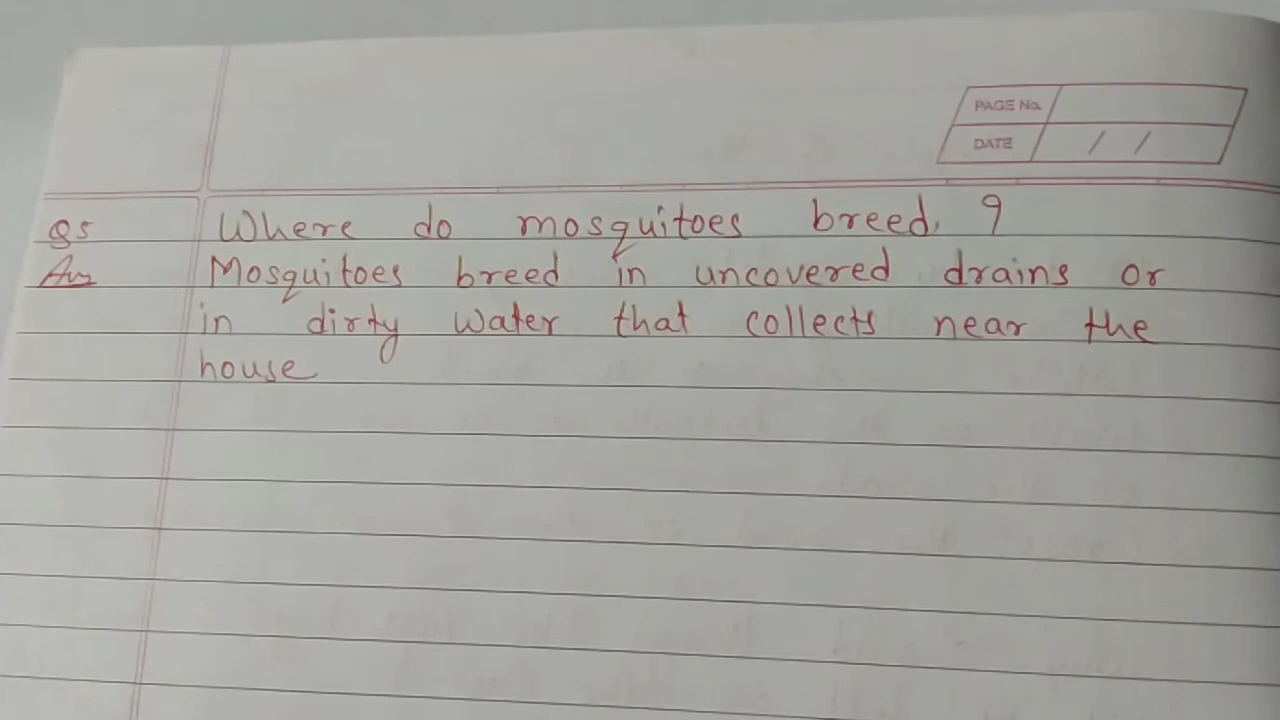 PAGE No.
DATE / /
Q5 Where do mosquitoes breed. ?
Ans Mosquitoes breed in uncovered drains or
in dirty water that collects near the
house